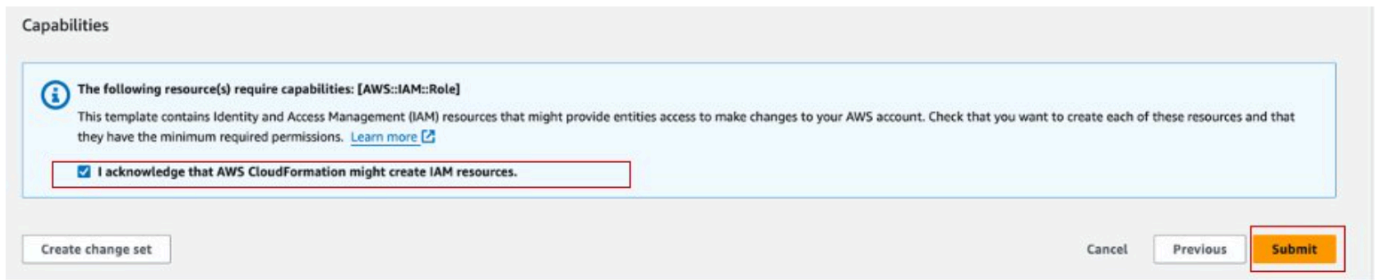 Capabilities
The following resource(s) require capabilities: [AWS::IAM::Role]
This template contains Identity and Access Management (IAM) resources that might provide entities access to make changes to your AWS account. Check that you want to create each of these resources and that
they have the minimum required permissions. Learn more
I acknowledge that AWS CloudFormation might create IAM resources.
Create change set Cancel Previous Submit